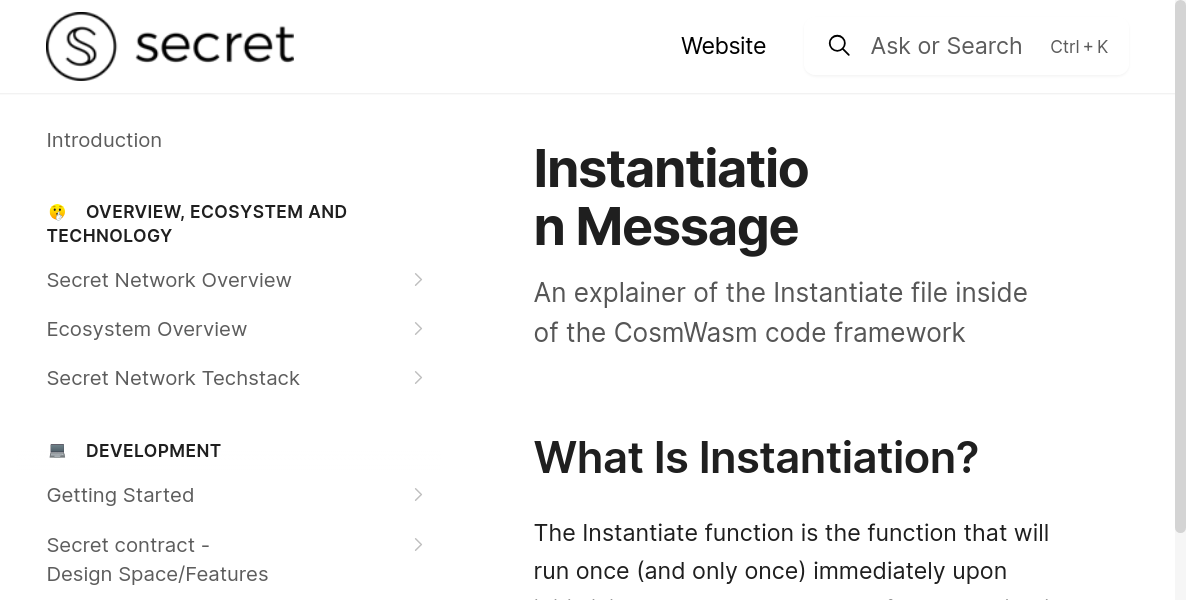 secret
Website
Ask or Search
Ctrl + K
Introduction
OVERVIEW, ECOSYSTEM AND
TECHNOLOGY
Secret Network Overview
Ecosystem Overview
Secret Network Techstack
DEVELOPMENT
Getting Started
Secret contract -
Design Space/Features
Instantiatio
n Message
An explainer of the Instantiate file inside
of the CosmWasm code framework
What Is Instantiation?
The Instantiate function is the function that will
run once (and only once) immediately upon